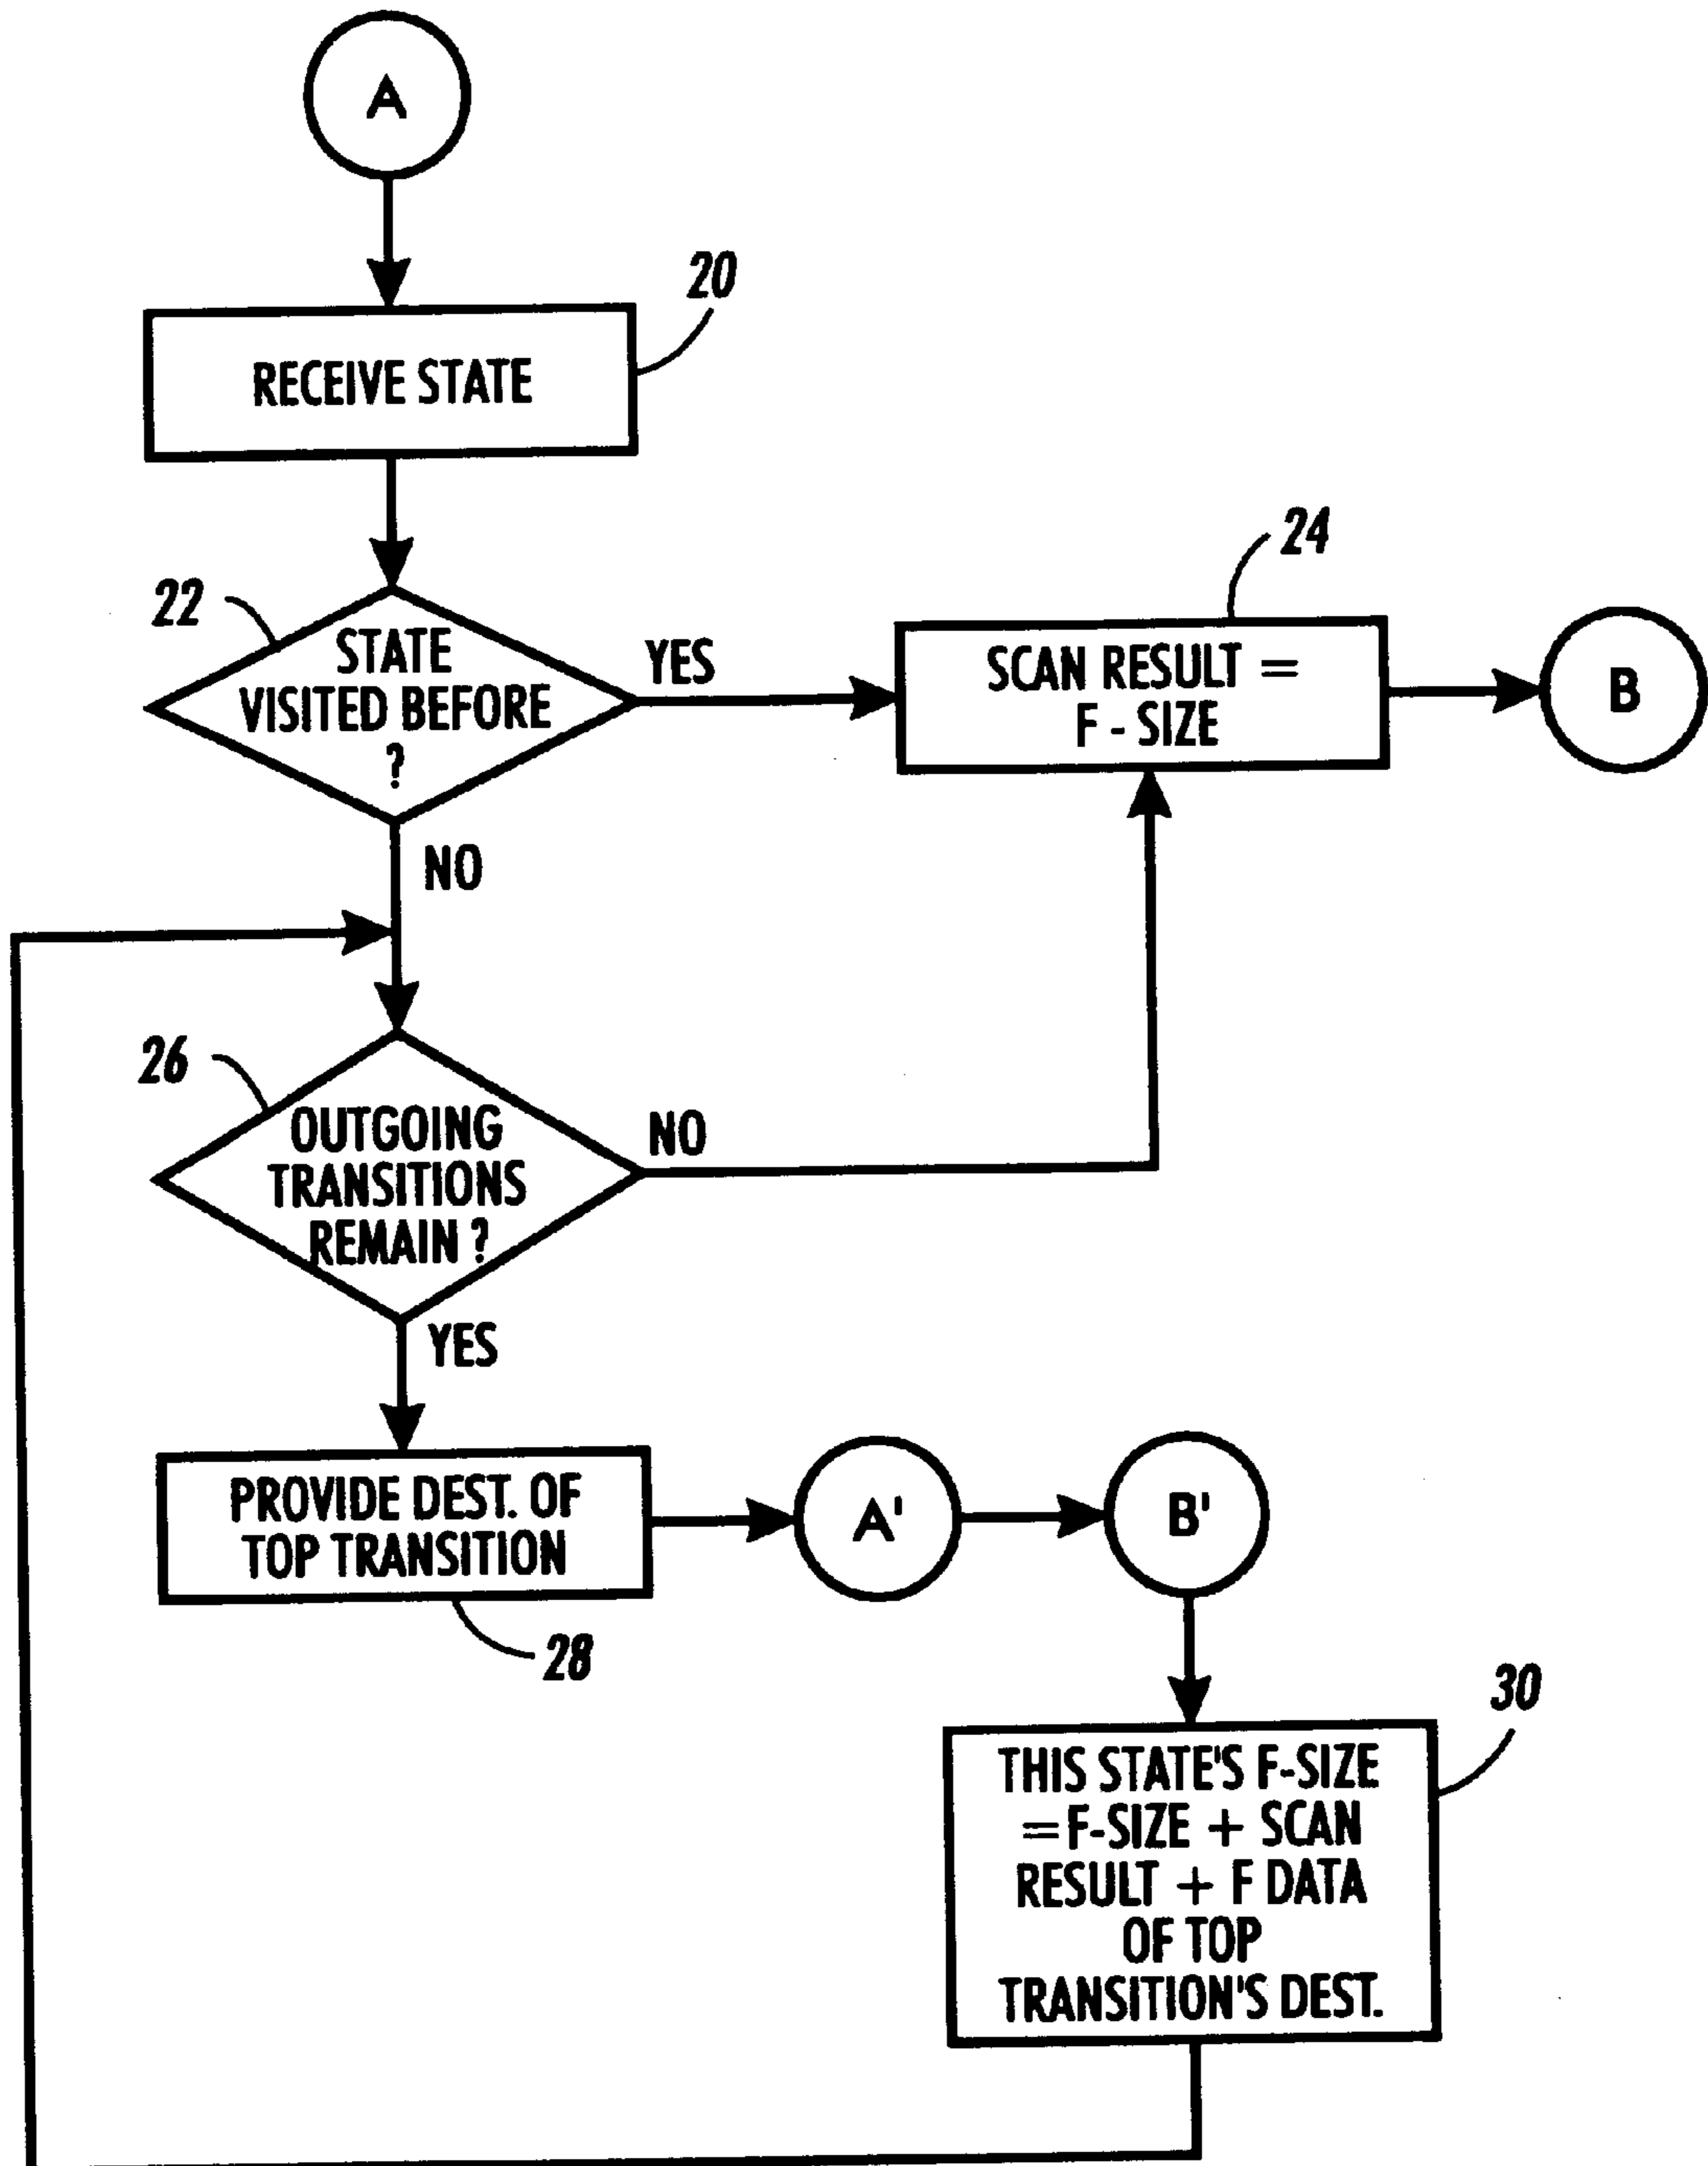 A
20
RECEIVE STATE
22
STATE
VISITED BEFORE
?
YES
24
SCAN RESULT =
F - SIZE
B
NO
26
OUTGOING
TRANSITIONS
REMAIN ?
NO
YES
PROVIDE DEST. OF
TOP TRANSITION
28
A'
B'
30
THIS STATE'S F-SIZE
= F-SIZE + SCAN
RESULT + F DATA
OF TOP
TRANSITION'S DEST.